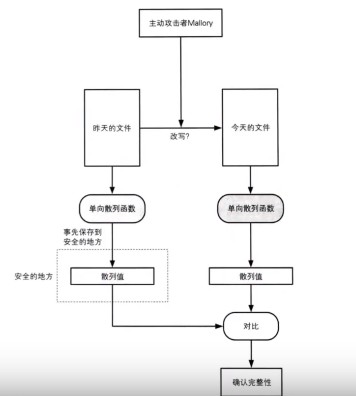 主动攻击者Mallory
昨天的文件
改写?
今天的文件
单向散列函数
单向散列函数
事先保存到
安全的地方
安全的地方
散列值
散列值
对比
确认完整性